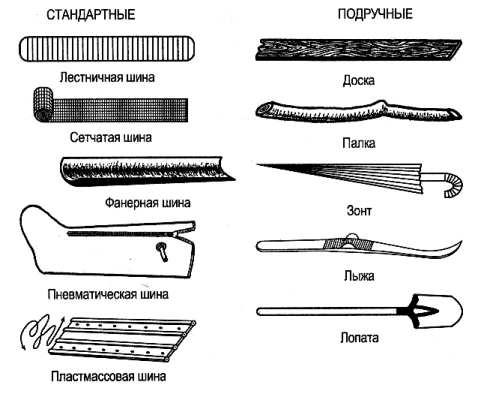 СТАНДАРТНЫЕ
Лестничная шина
Сетчатая шина
Фанерная шина
Пневматическая шина
Пластмассовая шина
ПОДРУЧНЫЕ
Доска
Палка
Зонт
Лыжа
Лопата